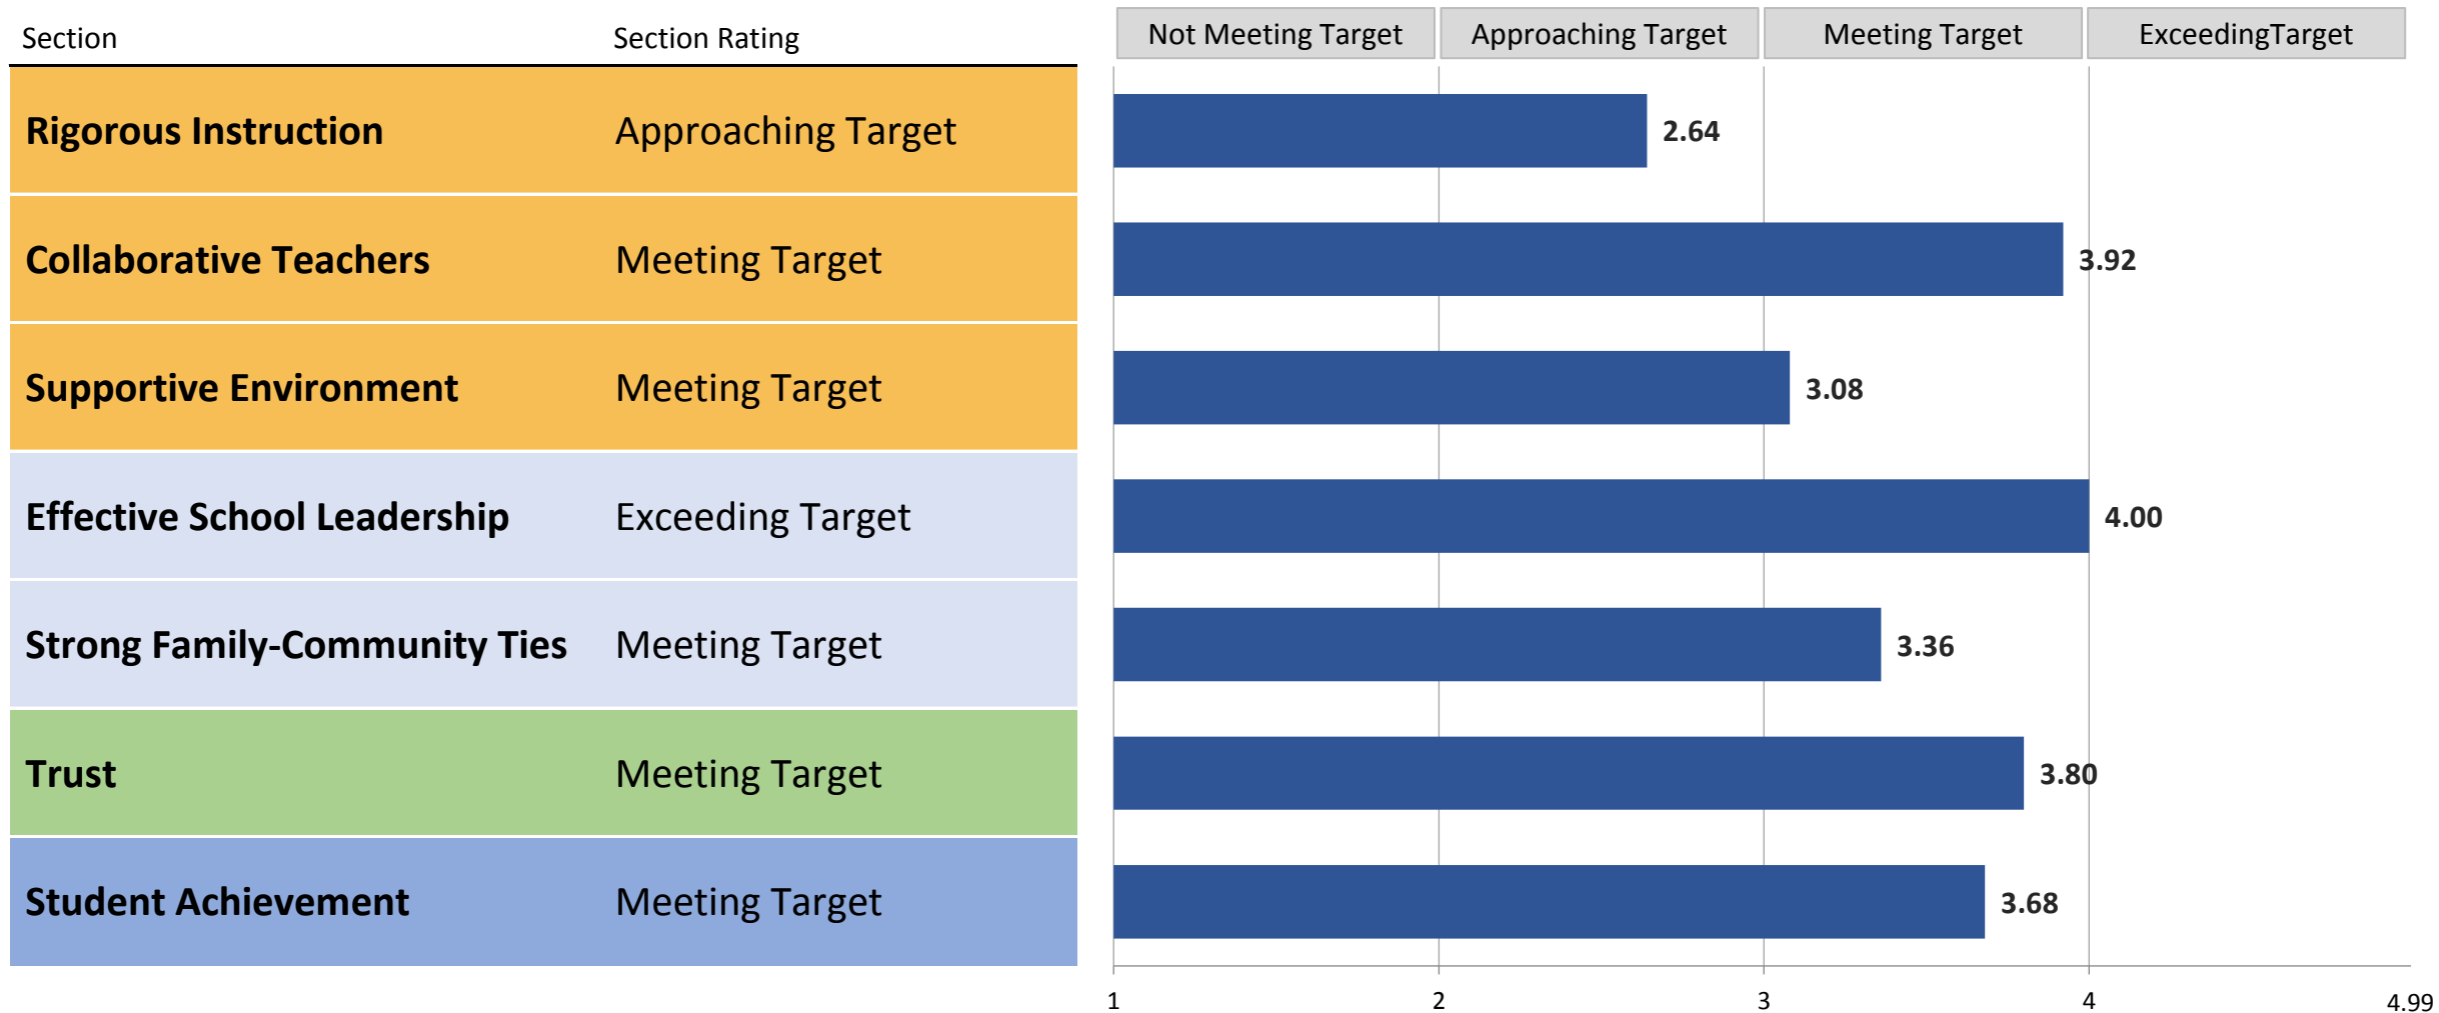 Section Section Rating Not Meeting Target Approaching Target Meeting Target ExceedingTarget
Rigorous Instruction Approaching Target 2.64
Collaborative Teachers Meeting Target 3.92
Supportive Environment Meeting Target 3.08
Effective School Leadership Exceeding Target 4.00
Strong Family-Community Ties Meeting Target 3.36
Trust Meeting Target 3.80
Student Achievement Meeting Target 3.68
1 2 3 4 4.99